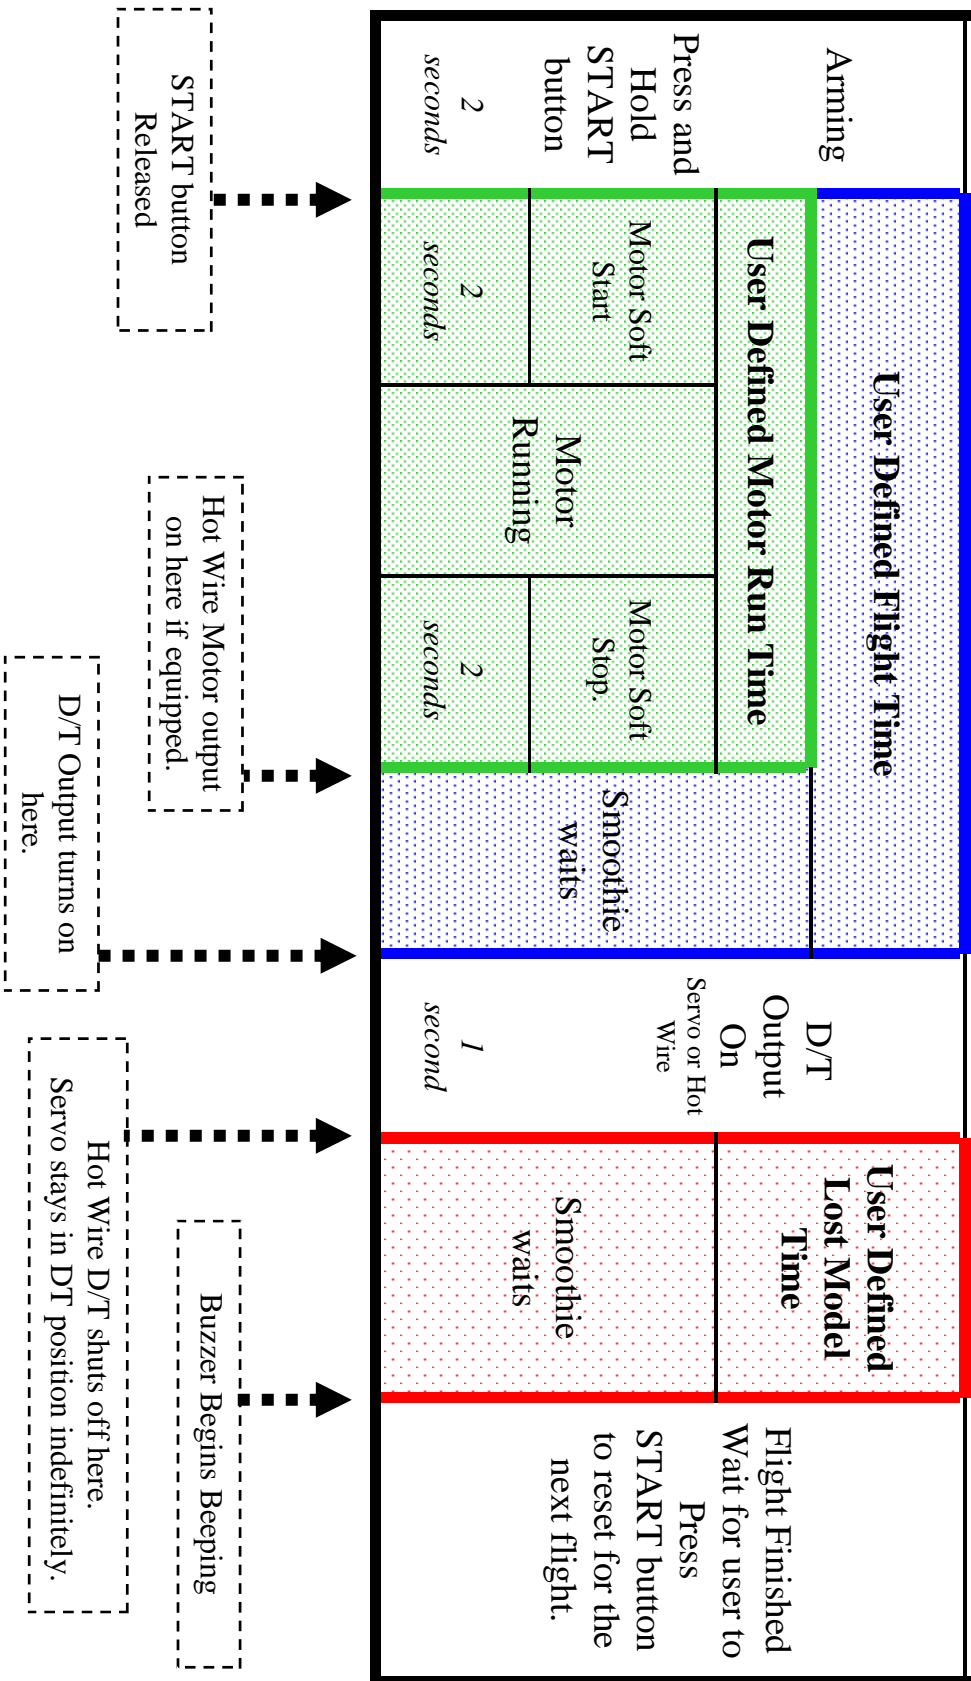 Arming
Press and
Hold
START
button
2
seconds
User Defined Flight Time
User Defined Motor Run Time
Motor Soft
Start
2
seconds
Motor
Running
Motor Soft
Stop.
2
seconds
Smoothie
waits
D/T
Output
On
Servo or Hot
Wire
1
second
User Defined
Lost Model
Time
Smoothie
waits
Flight Finished
Wait for user to
Press
START button
to reset for the
next flight.
START button
Released
Hot Wire Motor output
on here if equipped.
D/T Output turns on
here.
Hot Wire D/T shuts off here.
Servo stays in DT position indefinitely.
Buzzer Begins Beeping